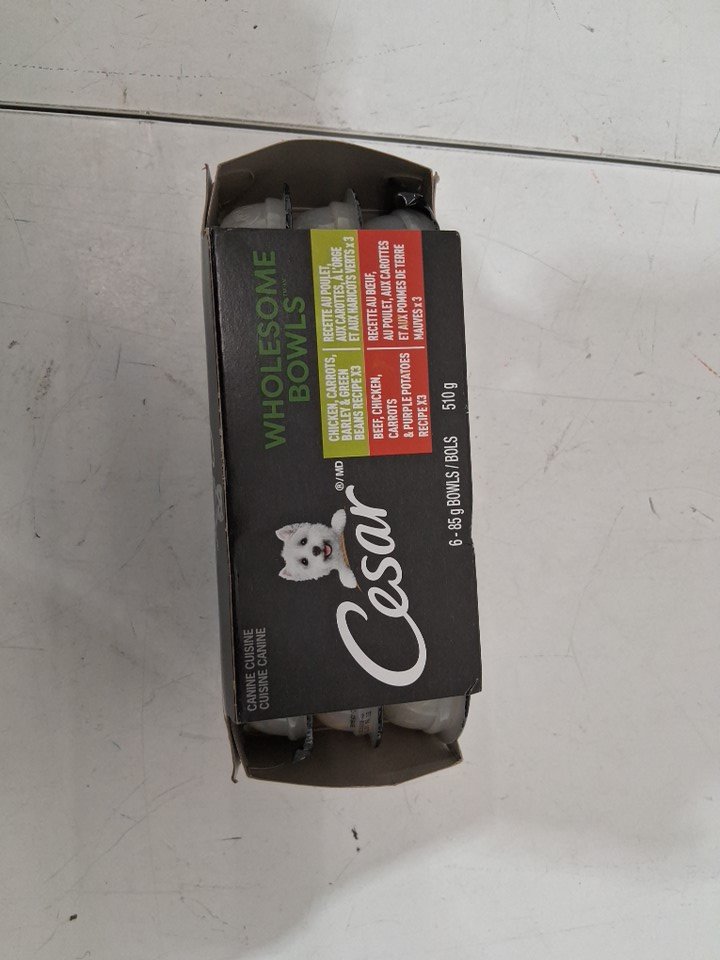 CANINE CUISINE
CUISINE CANINE
Cesar
®/MD
WHOLESOME
BOWLS
CHICKEN, CARROTS,
BARLEY & GREEN
BEANS RECIPE X3
RECETTE AU POULET,
AUX CAROTTES, À L'ORGE
ET AUX HARICOTS VERTS x 3
BEEF, CHICKEN,
CARROTS
& PURPLE POTATOES
RECIPE X3
RECETTE AU BŒUF,
AU POULET, AUX CAROTTES
ET AUX POMMES DE TERRE
MAUVES x 3
6 - 85 g BOWLS / BOLS 510 g